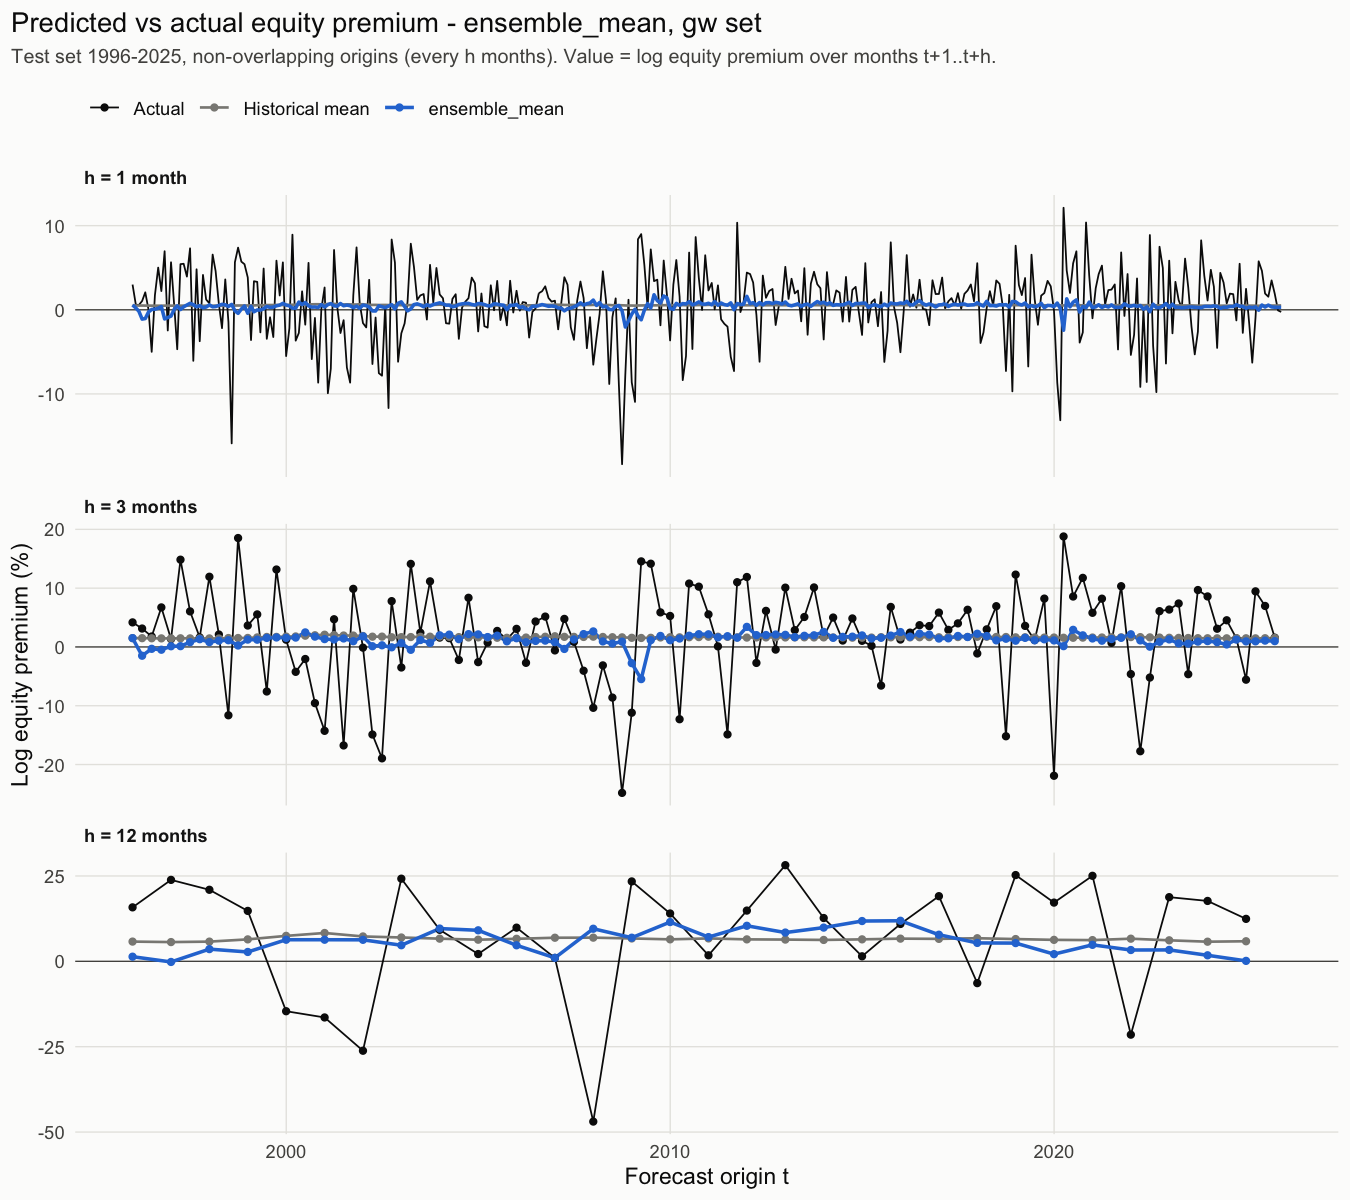 Predicted vs actual equity premium - ensemble_mean, gw set
Test set 1996-2025, non-overlapping origins (every h months). Value = log equity premium over months t+1..t+h.
Actual Historical mean ensemble_mean
h = 1 month
10
0
-10
h = 3 months
20
10
0
-10
-20
Log equity premium (%)
h = 12 months
25
0
-25
-50
2000 2010 2020
Forecast origin t